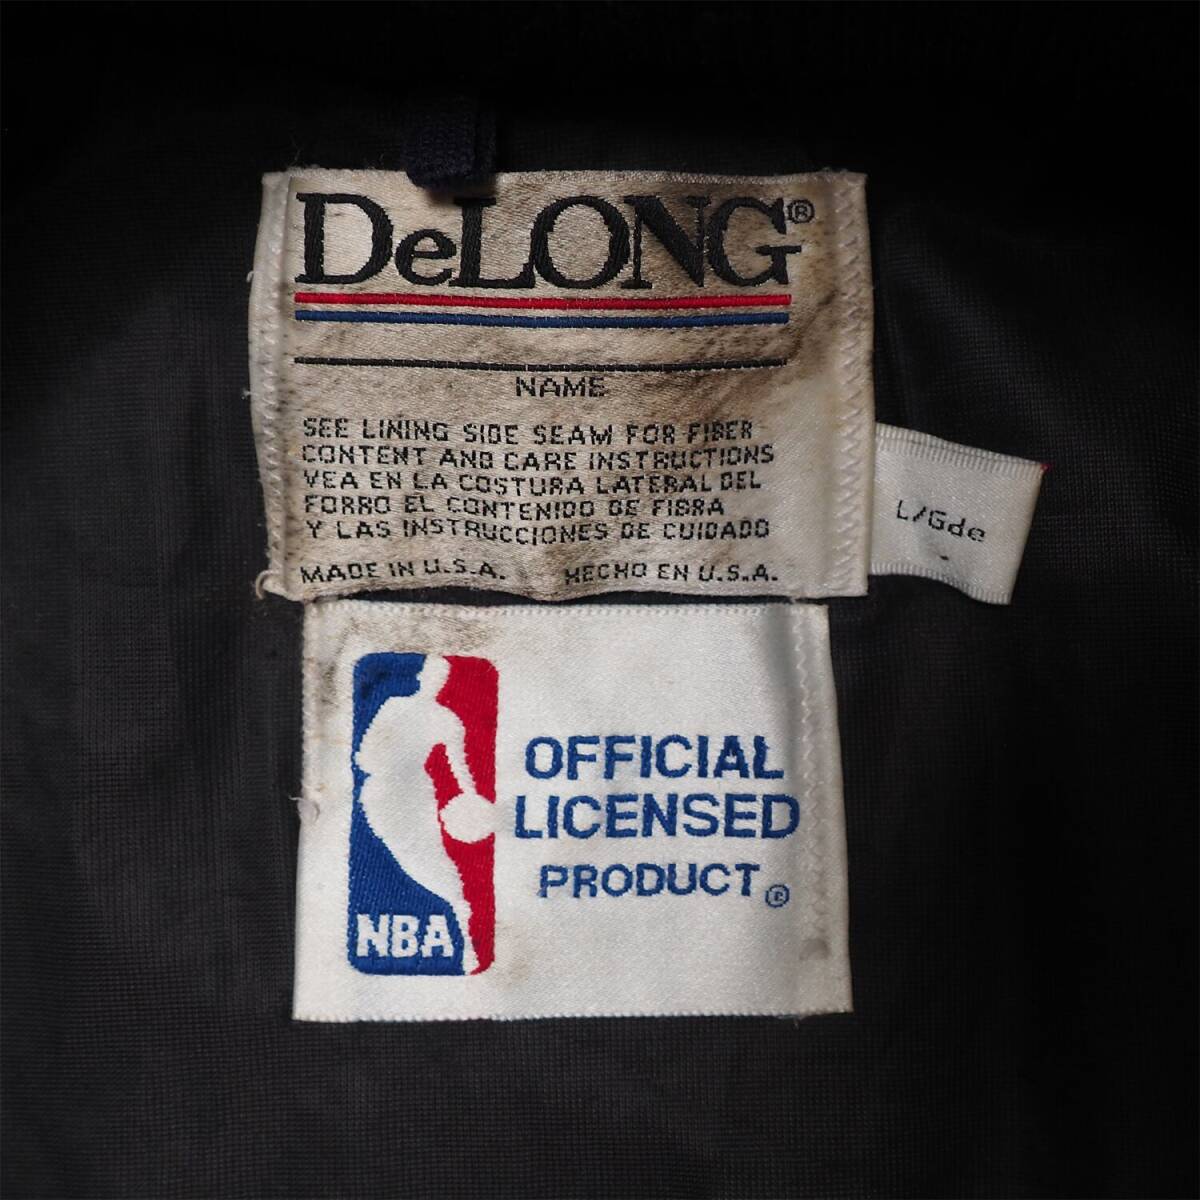 DeLONG®
NAME
SEE LINING SIDE SEAM FOR FIBER
CONTENT AND CARE INSTRUCTIONS
VEA EN LA COSTURA LATERAL DEL
FORRO EL CONTENIDO DE FIBRA
Y LAS INSTRUCCIONES DE CUIDADO
MADE IN U.S.A. HECHO EN U.S.A.
L/Gde
NBA
OFFICIAL
LICENSED
PRODUCT®